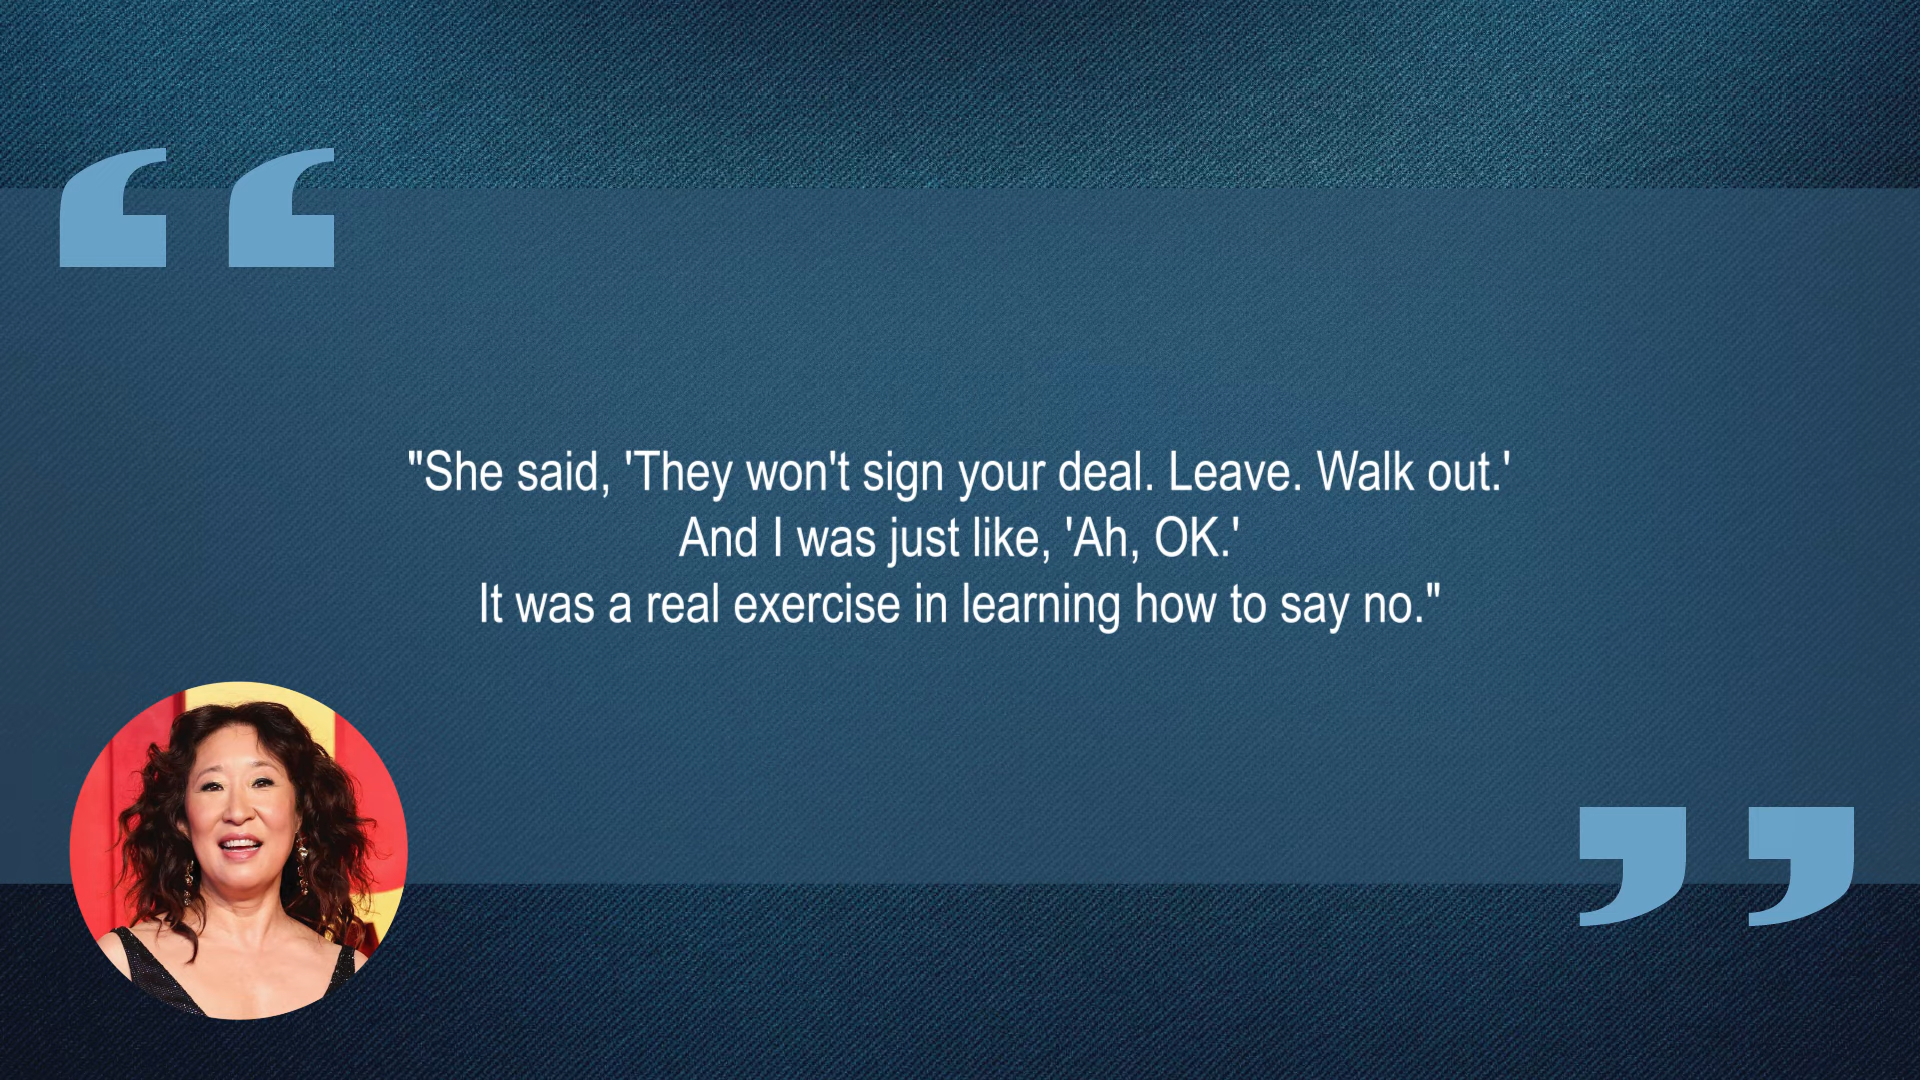 "She said, 'They won't sign your deal. Leave. Walk out.'
And I was just like, 'Ah, OK.'
It was a real exercise in learning how to say no."